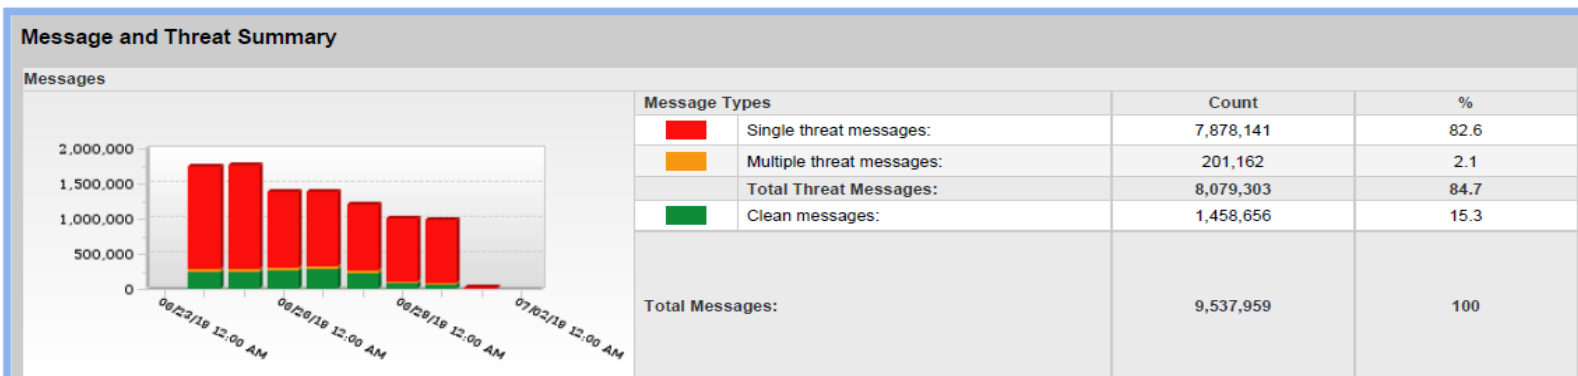 Message and Threat Summary
Messages
Message Types Count %
Single threat messages: 7,878,141 82.6
Multiple threat messages: 201,162 2.1
Total Threat Messages: 8,079,303 84.7
Clean messages: 1,458,656 15.3
Total Messages: 9,537,959 100
2,000,000
1,500,000
1,000,000
500,000
0
06/23/19 12:00 AM
06/26/19 12:00 AM
06/29/19 12:00 AM
07/02/19 12:00 AM